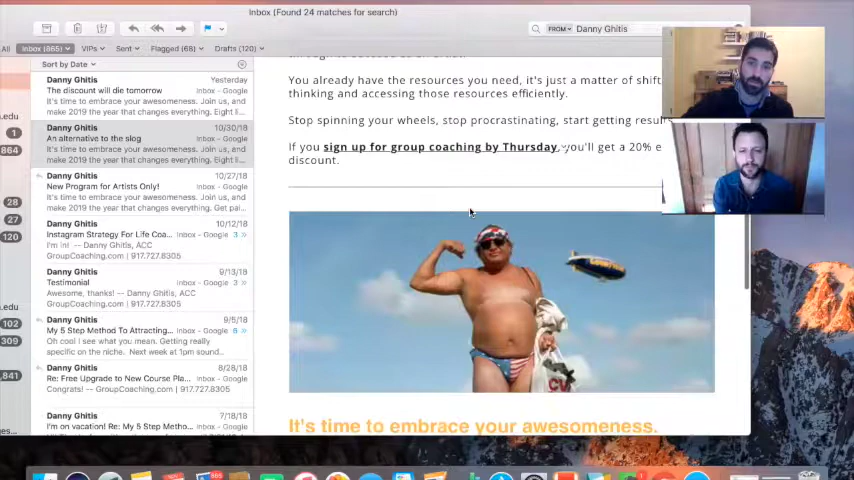 Inbox (Found 24 matches for search)
FROM Danny Ghitis
All Inbox (865) VIPs Sent Flagged (68) Drafts (120)
Sort by Date
Danny Ghitis Yesterday
The discount will die tomorrow Inbox - Google
It's time to embrace your awesomeness. Join us, and
make 2019 the year that changes everything. Eight li...
Danny Ghitis 10/30/18
An alternative to the slog Inbox - Google
It's time to embrace your awesomeness. Join us, and
make 2019 the year that changes everything. Eight li...
Danny Ghitis 10/27/18
New Program for Artists Only! Inbox - Google
It's time to embrace your awesomeness. Join us, and
make 2019 the year that changes everything. Get pai...
Danny Ghitis 10/12/18
Instagram Strategy For Life Coa... Inbox - Google 3
I'm in! -- Danny Ghitis, ACC
GroupCoaching.com | 917.727.8305
Danny Ghitis 9/13/18
Testimonial Inbox - Google 3
Awesome, thanks! -- Danny Ghitis, ACC
GroupCoaching.com | 917.727.8305
Danny Ghitis 9/5/18
My 5 Step Method To Attracting... Inbox - Google 6
Oh cool I see what you mean. Getting really
specific on the niche. Next week at 1pm sound...
Danny Ghitis 8/28/18
Re: Free Upgrade to New Course Pla... Inbox - Google
Congrats! -- GroupCoaching.com | 917.727.8305
Danny Ghitis 7/18/18
I'm on vacation! Re: My 5 Step Metho... Inbox - Google
.edu
1
864
28
27
120
.edu
102
309
,841
You already have the resources you need, it's just a matter of shift
thinking and accessing those resources efficiently.
Stop spinning your wheels, stop procrastinating, start getting resul
If you sign up for group coaching by Thursday, you'll get a 20% e
discount.
It's time to embrace your awesomeness.